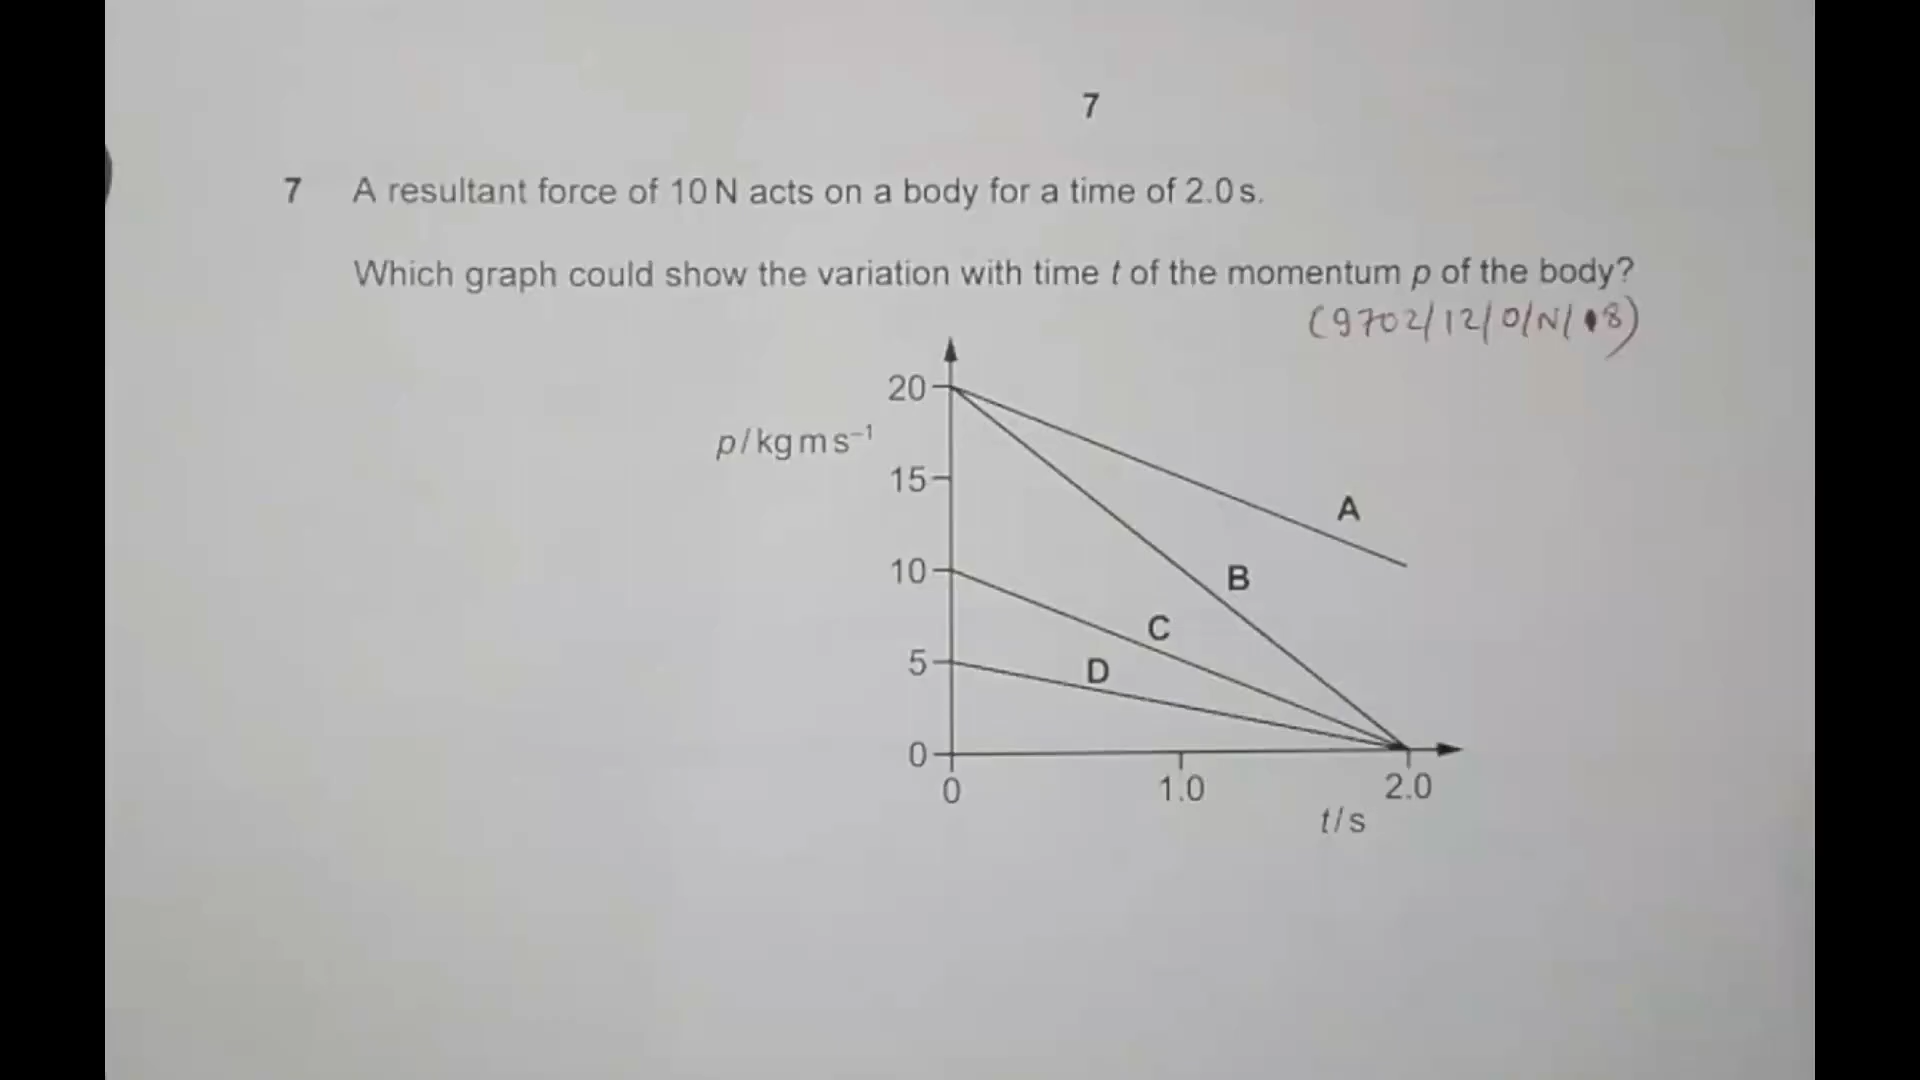 7
7 A resultant force of 10 N acts on a body for a time of 2.0 s.
Which graph could show the variation with time t of the momentum p of the body?
(9702/12/O/N/18)
20
p/kg m s⁻¹
15
A
10
B
C
5
D
0
0 1.0 2.0
t/s